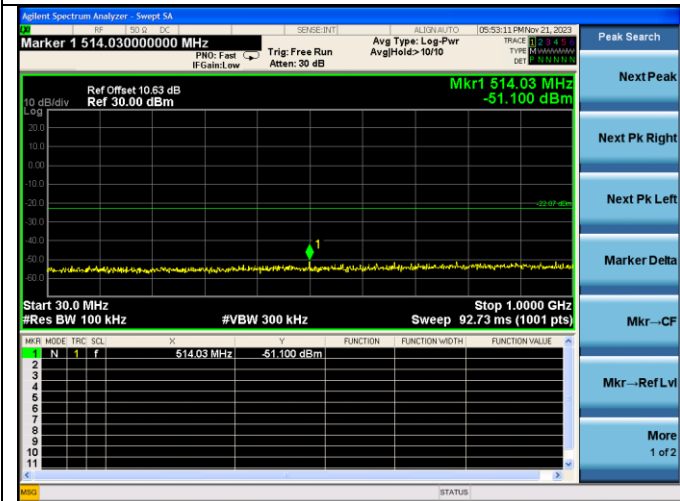 Agilent Spectrum Analyzer - Swept SA
RF 50 Ω DC SENSE:INT ALIGNAUTO 05:53:11 PM Nov 21, 2023
Marker 1 514.030000000 MHz
PNO: Fast
IFGain:Low
Trig: Free Run
Atten: 30 dB
Avg Type: Log-Pwr
Avg|Hold:>10/10
TRACE 1 2 3 4 5 6
TYPE M
DET P N N N N N
Peak Search
Next Peak
Next Pk Right
Next Pk Left
Marker Delta
Mkr→CF
Mkr→RefLvl
More
1 of 2
Ref Offset 10.63 dB
Ref 30.00 dBm
10 dB/div
Log
Mkr1 514.03 MHz
-51.100 dBm
20.0
10.0
0.00
-10.0
-20.0
-30.0
-40.0
-50.0
-60.0
-22.07 dBm
1
Start 30.0 MHz
Stop 1.0000 GHz
#Res BW 100 kHz
#VBW 300 kHz
Sweep 92.73 ms (1001 pts)
MKR MODE TRC SCL X Y FUNCTION FUNCTION WIDTH FUNCTION VALUE
1 N 1 f 514.03 MHz -51.100 dBm
2
3
4
5
6
7
8
9
10
11
MSG
STATUS